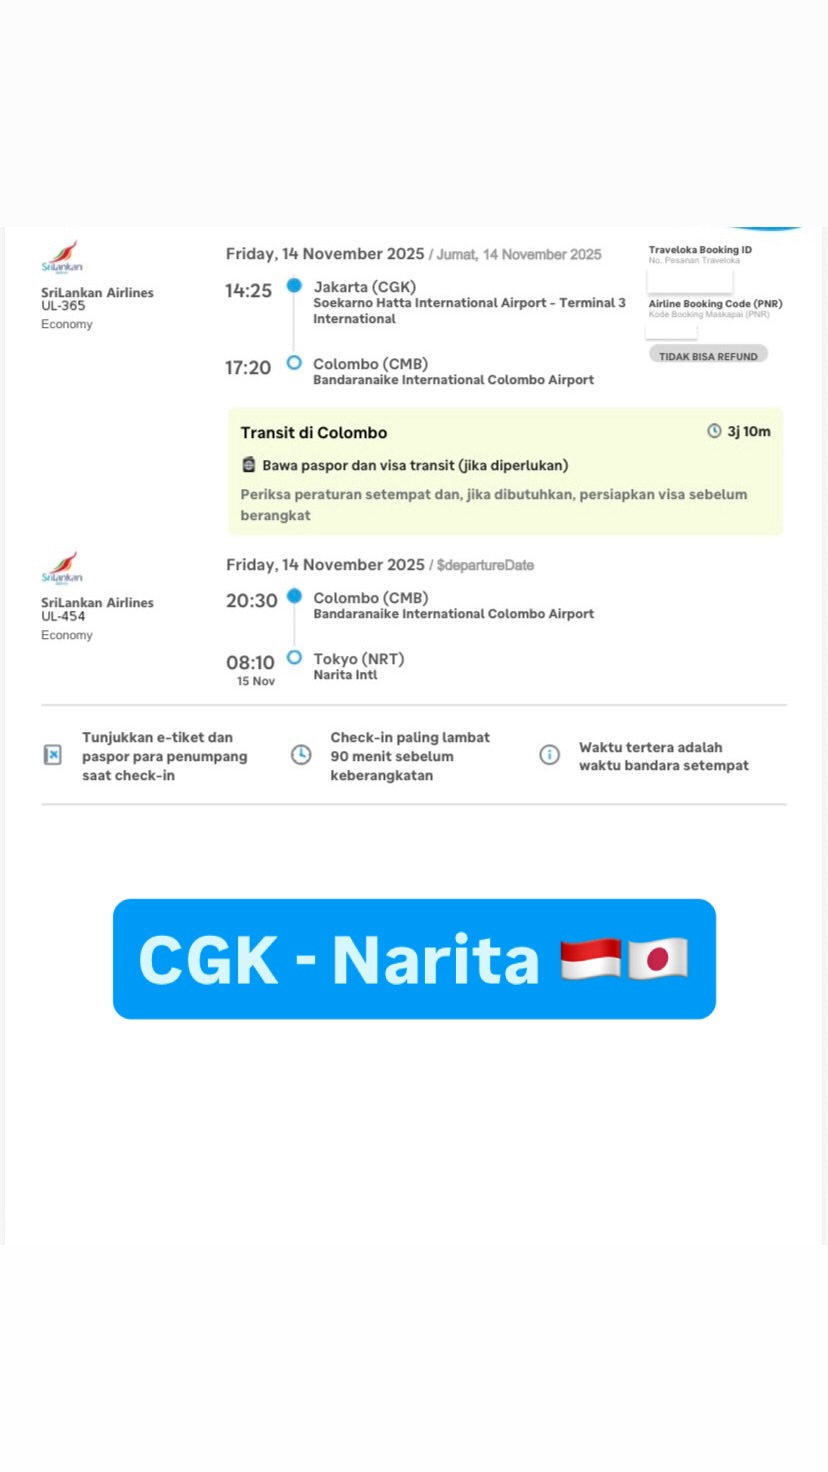 SriLankan
SriLankan Airlines
UL-365
Economy
Friday, 14 November 2025 / Jumat, 14 November 2025
14:25
Jakarta (CGK)
Soekarno Hatta International Airport - Terminal 3
International
17:20
Colombo (CMB)
Bandaranaike International Colombo Airport
Traveloka Booking ID
No. Pesanan Traveloka
Airline Booking Code (PNR)
Kode Booking Maskapai (PNR)
TIDAK BISA REFUND
Transit di Colombo
3j 10m
Bawa paspor dan visa transit (jika diperlukan)
Periksa peraturan setempat dan, jika dibutuhkan, persiapkan visa sebelum
berangkat
SriLankan
SriLankan Airlines
UL-454
Economy
Friday, 14 November 2025 / $departureDate
20:30
Colombo (CMB)
Bandaranaike International Colombo Airport
08:10
15 Nov
Tokyo (NRT)
Narita Intl
Tunjukkan e-tiket dan
paspor para penumpang
saat check-in
Check-in paling lambat
90 menit sebelum
keberangkatan
Waktu tertera adalah
waktu bandara setempat
CGK - Narita 🇮🇩🇯🇵